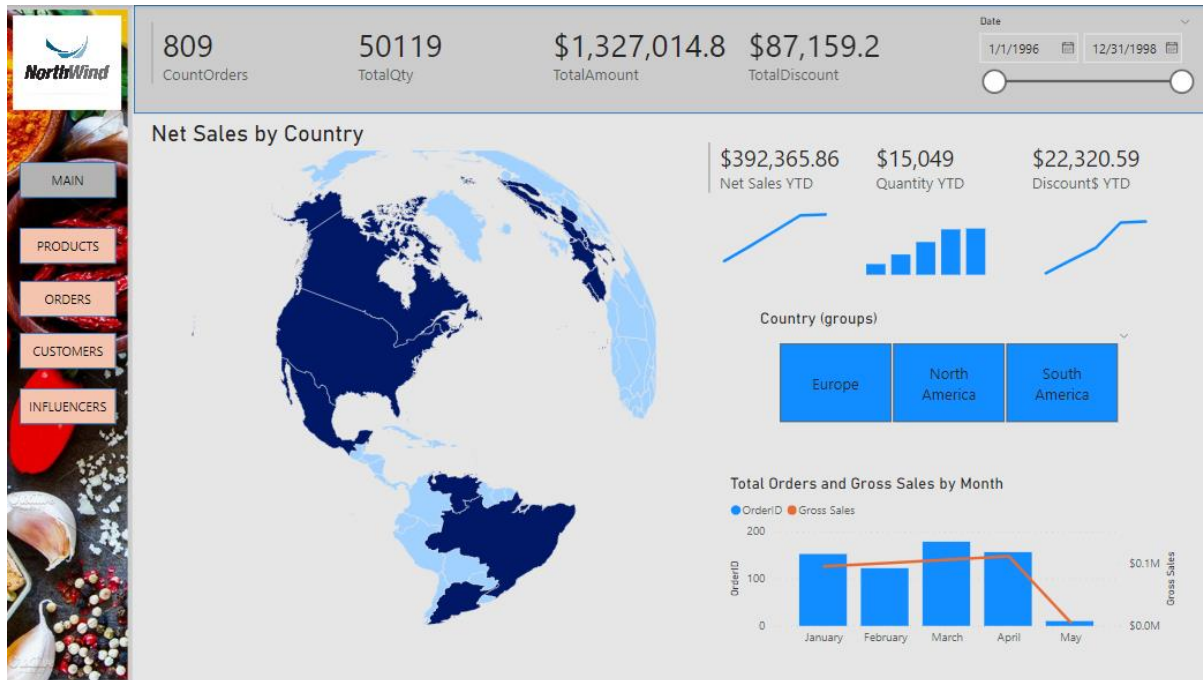 NorthWind
MAIN
PRODUCTS
ORDERS
CUSTOMERS
INFLUENCERS
809
CountOrders
50119
TotalQty
$1,327,014.8
TotalAmount
$87,159.2
TotalDiscount
Date
1/1/1996
12/31/1998
Net Sales by Country
$392,365.86
Net Sales YTD
$15,049
Quantity YTD
$22,320.59
Discount$ YTD
Country (groups)
Europe
North
America
South
America
Total Orders and Gross Sales by Month
OrderID Gross Sales
OrderID
200
100
0
January February March April May
$0.1M
$0.0M
Gross Sales